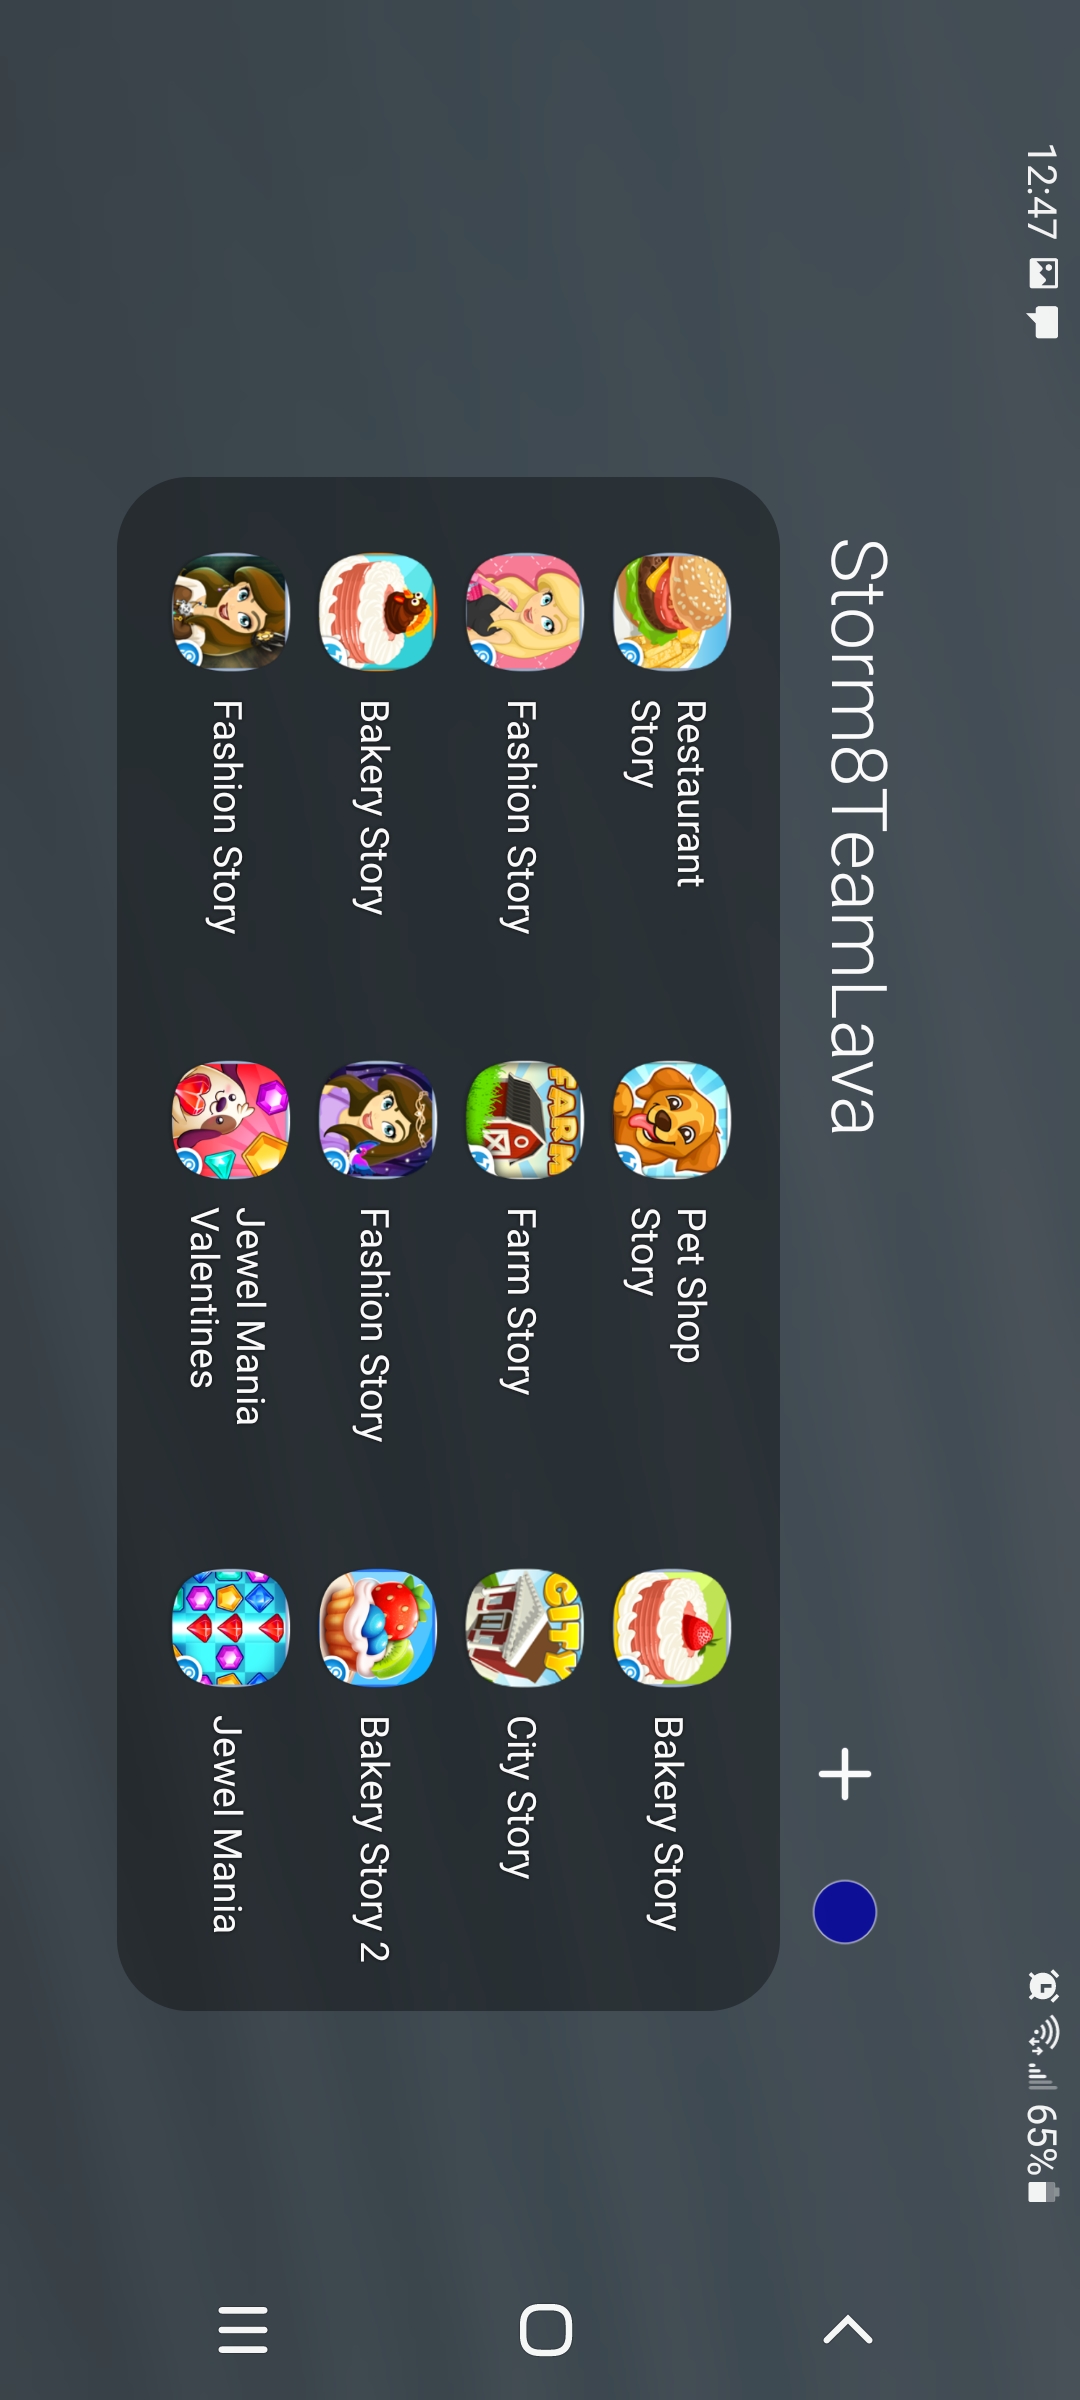 12:47
65%
Storm8TeamLava
Restaurant
Story
Pet Shop
Story
Bakery Story
Fashion Story
FARM
Farm Story
CITY
City Story
Bakery Story
Fashion Story
Bakery Story 2
Fashion Story
Jewel Mania
Valentines
Jewel Mania